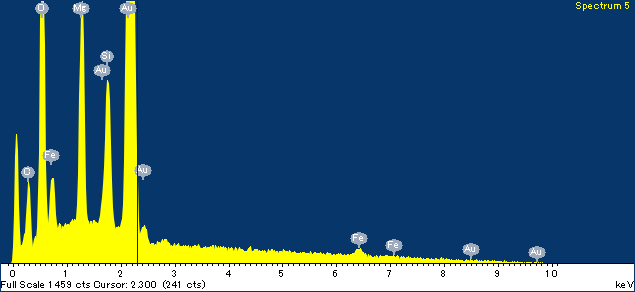 Spectrum 5
O Mg Au
Si
Au
Fe
C Au
Fe Fe Au Au
0 1 2 3 4 5 6 7 8 9 10
Full Scale 1459 cts Cursor: 2.300 (241 cts) keV